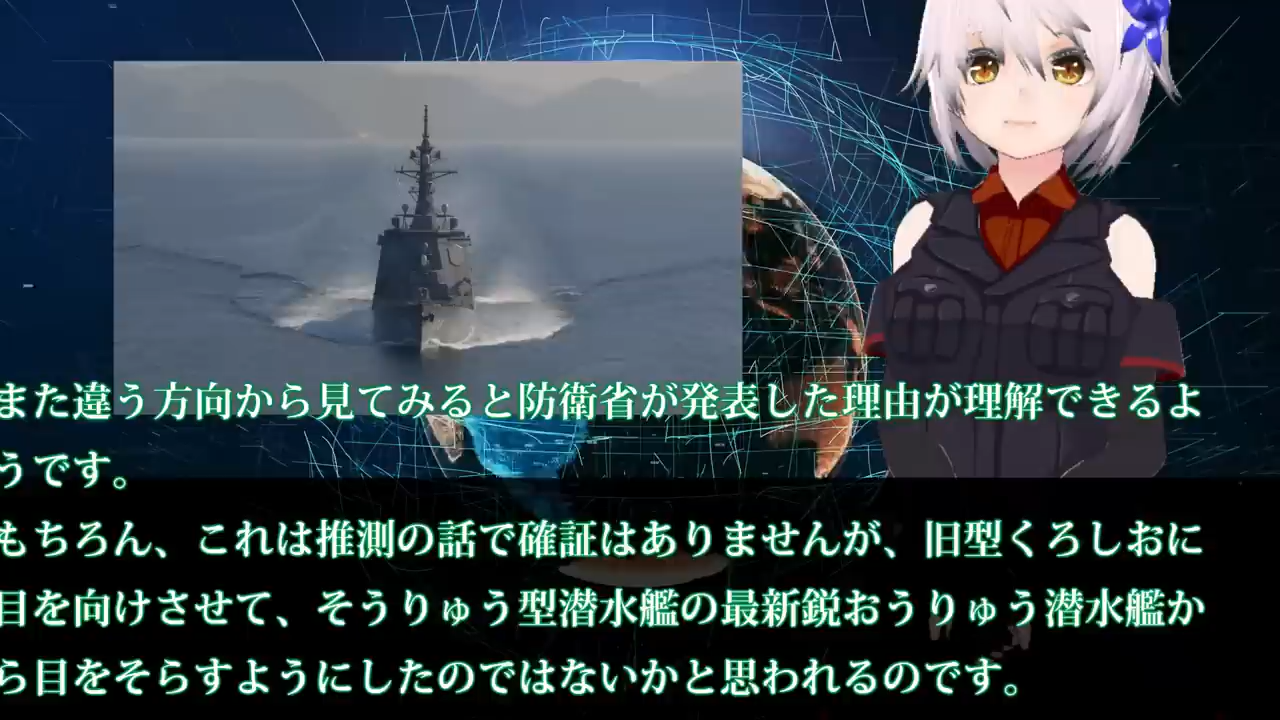 また違う方向から見てみると防衛省が発表した理由が理解できるよ
うです。
もちろん、これは推測の話で確証はありませんが、旧型くろしおに
目を向けさせて、そうりゅう型潜水艦の最新鋭おうりゅう潜水艦か
ら目をそらすようにしたのではないかと思われるのです。